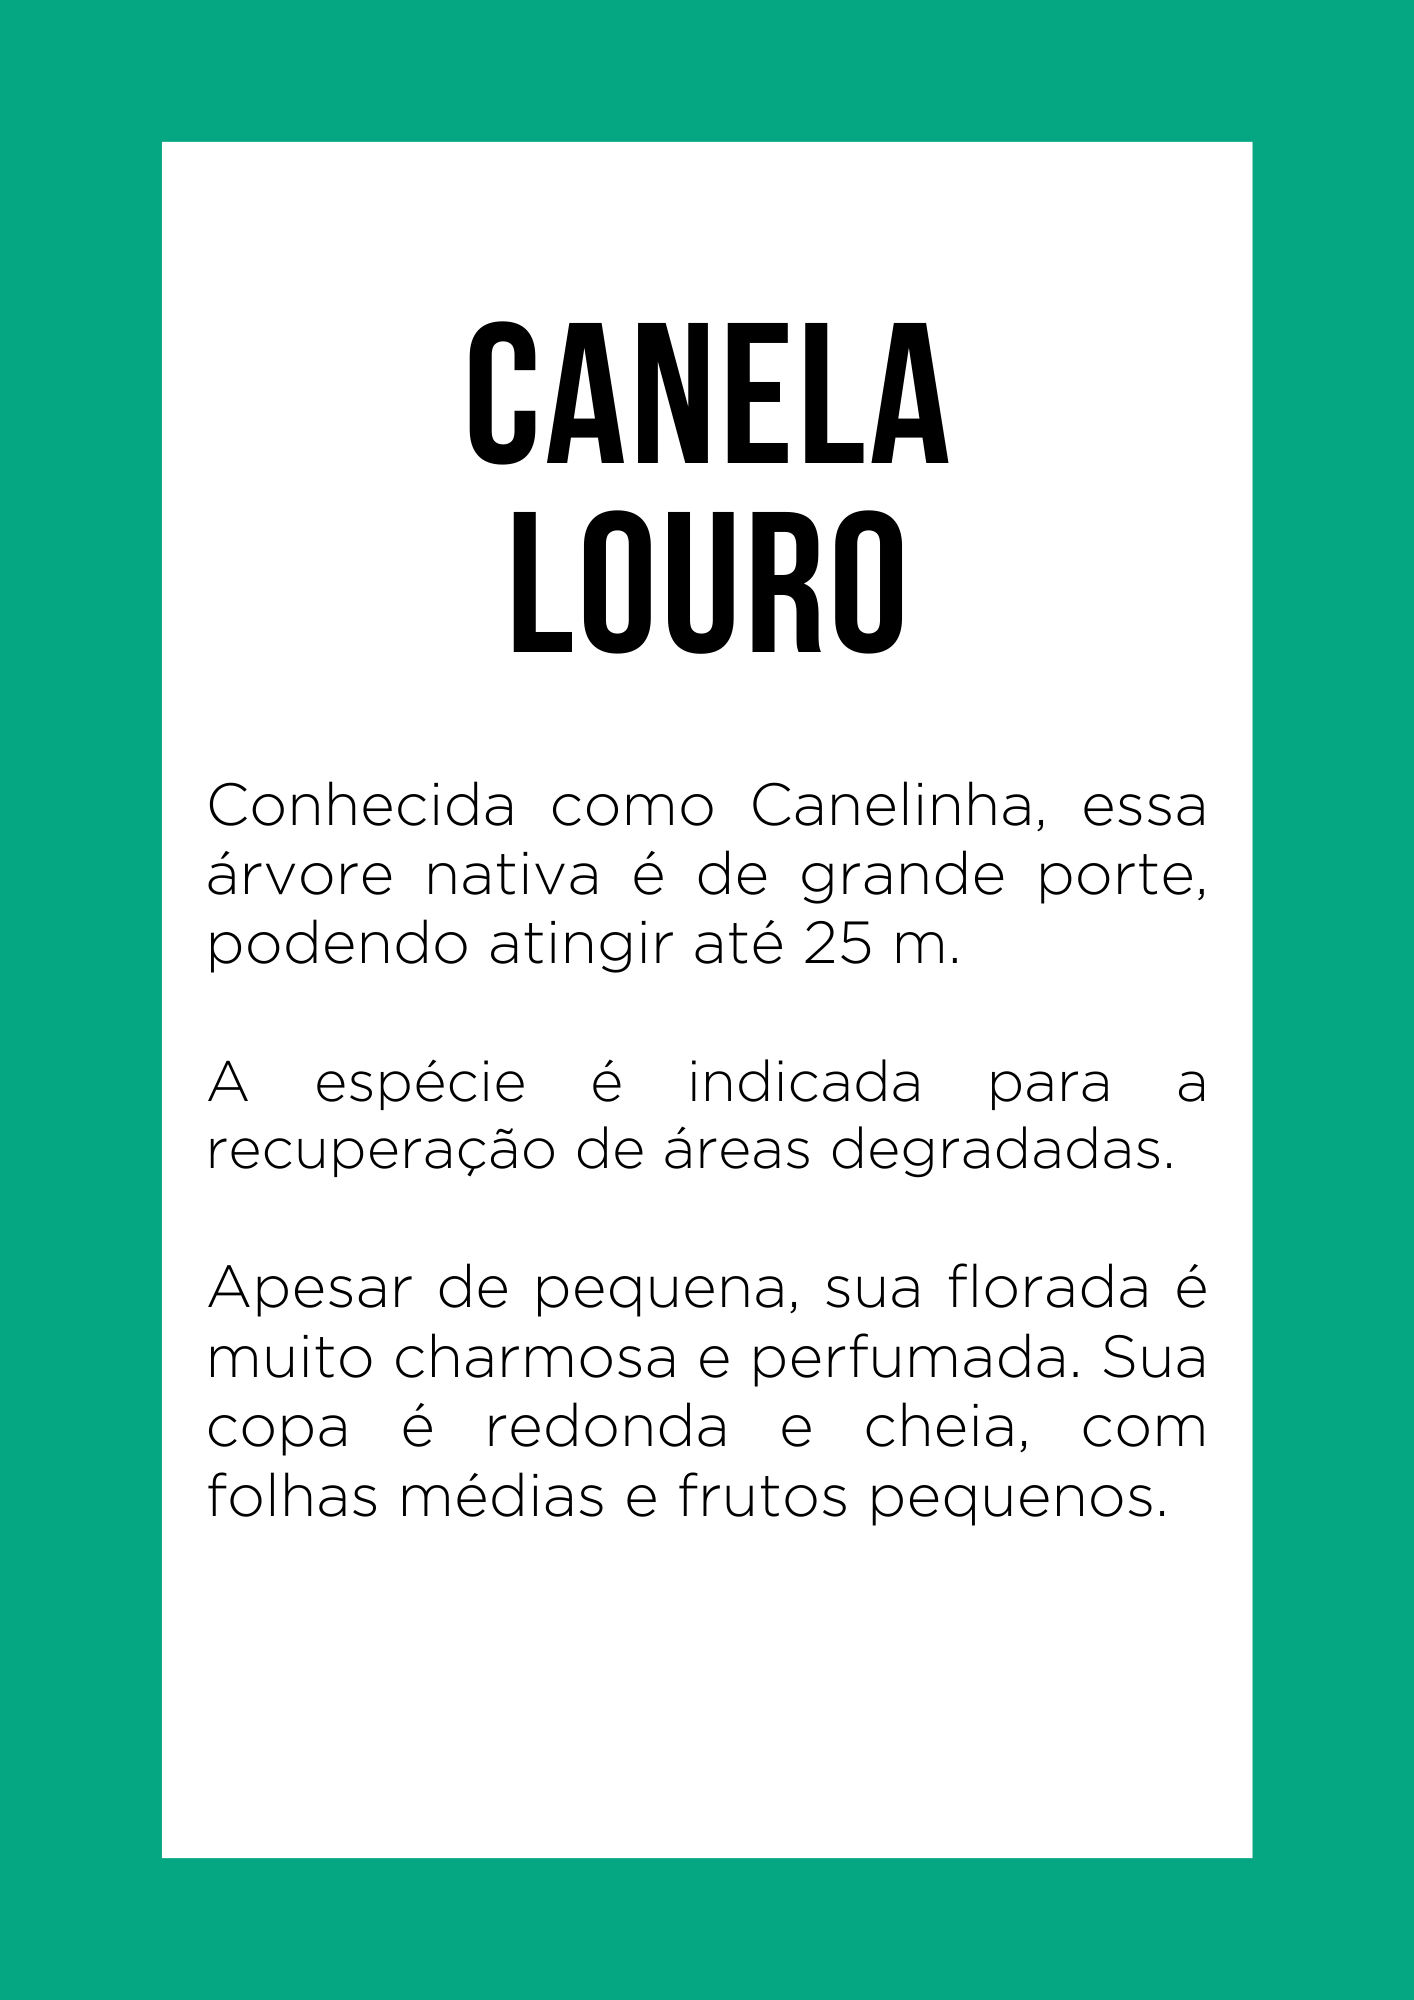 CANELA
LOURO
Conhecida como Canelinha, essa
árvore nativa é de grande porte,
podendo atingir até 25 m.
A espécie é indicada para a
recuperação de áreas degradadas.
Apesar de pequena, sua florada é
muito charmosa e perfumada. Sua
copa é redonda e cheia, com
folhas médias e frutos pequenos.